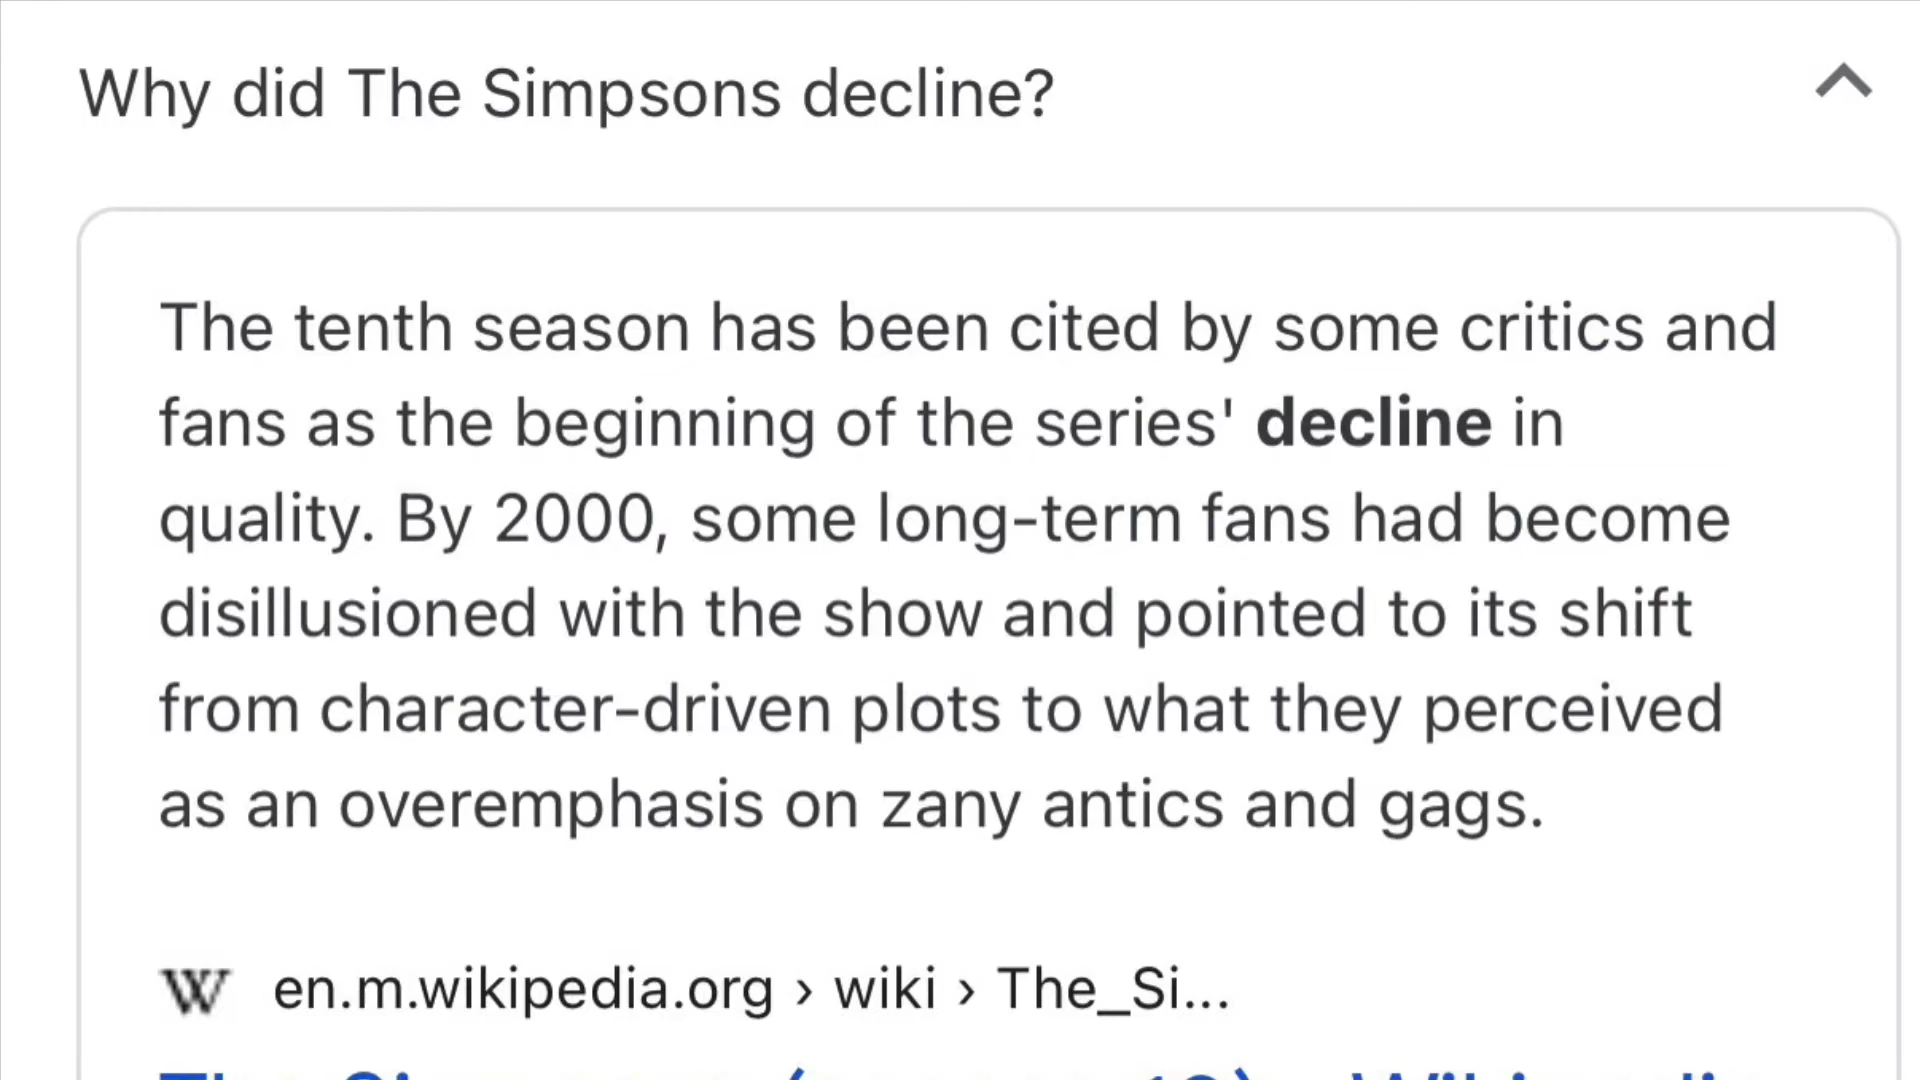 Why did The Simpsons decline?
The tenth season has been cited by some critics and
fans as the beginning of the series' decline in
quality. By 2000, some long-term fans had become
disillusioned with the show and pointed to its shift
from character-driven plots to what they perceived
as an overemphasis on zany antics and gags.
W en.m.wikipedia.org › wiki › The_Si...